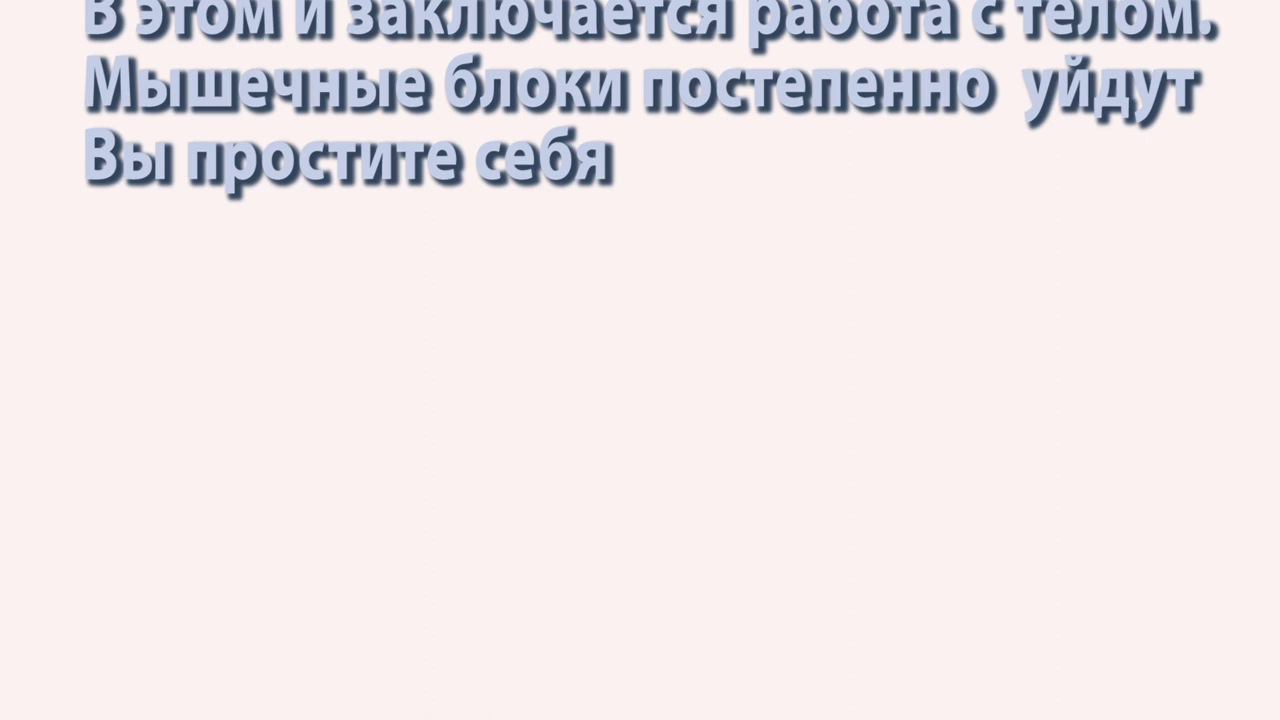 В этом и заключается работа с телом.
Мышечные блоки постепенно  уйдут
Вы простите себя